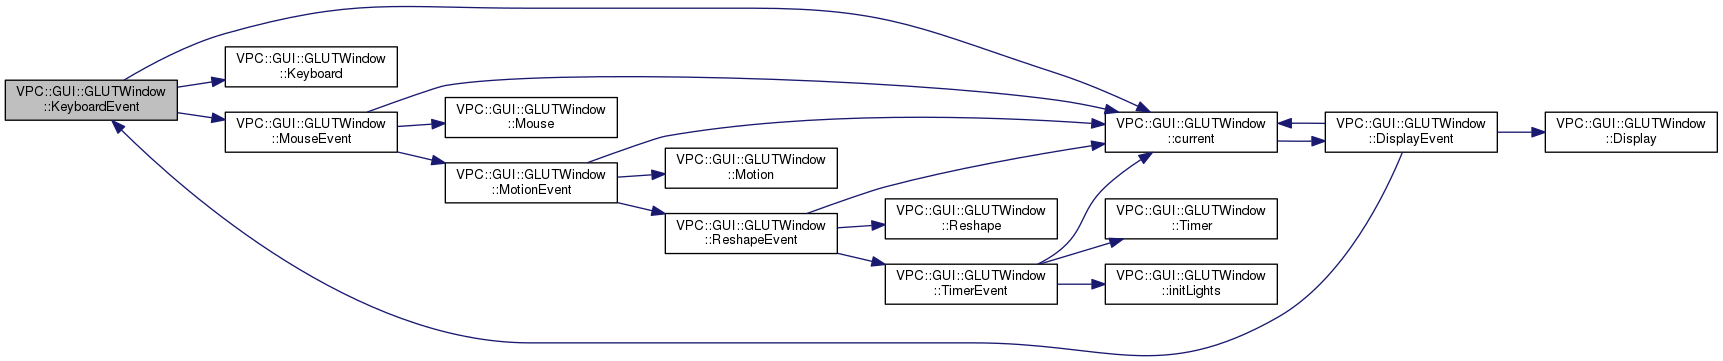 VPC::GUI::GLUTWindow
::KeyboardEvent
VPC::GUI::GLUTWindow
::Keyboard
VPC::GUI::GLUTWindow
::MouseEvent
VPC::GUI::GLUTWindow
::Mouse
VPC::GUI::GLUTWindow
::MotionEvent
VPC::GUI::GLUTWindow
::Motion
VPC::GUI::GLUTWindow
::ReshapeEvent
VPC::GUI::GLUTWindow
::Reshape
VPC::GUI::GLUTWindow
::TimerEvent
VPC::GUI::GLUTWindow
::current
VPC::GUI::GLUTWindow
::Timer
VPC::GUI::GLUTWindow
::initLights
VPC::GUI::GLUTWindow
::DisplayEvent
VPC::GUI::GLUTWindow
::Display